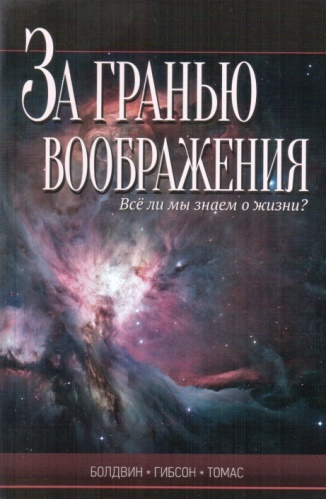 ЗА ГРАНЬЮ
ВООБРАЖЕНИЯ
Всё ли мы знаем о жизни?
БОЛДВИН • ГИБСОН • ТОМАС